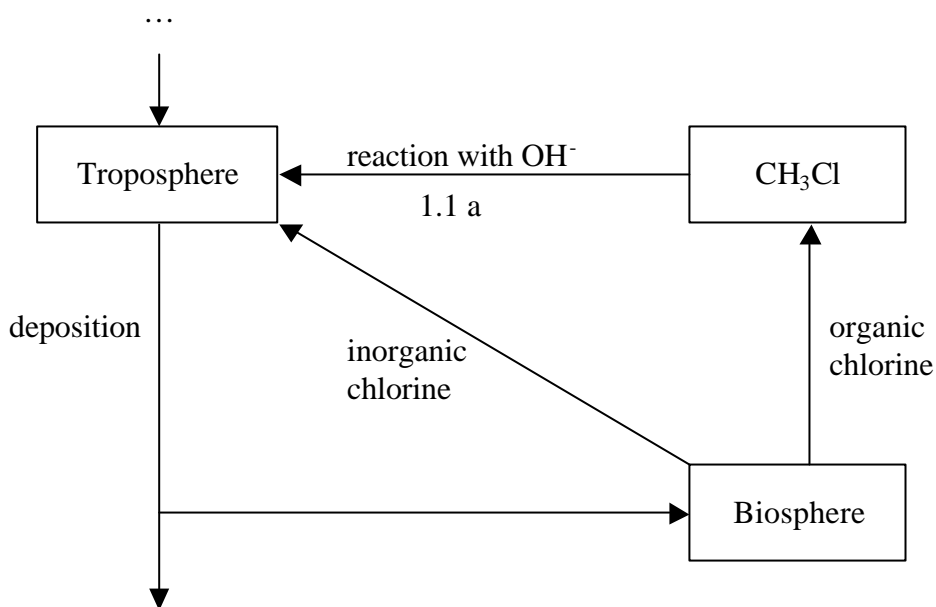 …
reaction with OH⁻
Troposphere
CH₃Cl
1.1 a
deposition
inorganic
chlorine
organic
chlorine
Biosphere